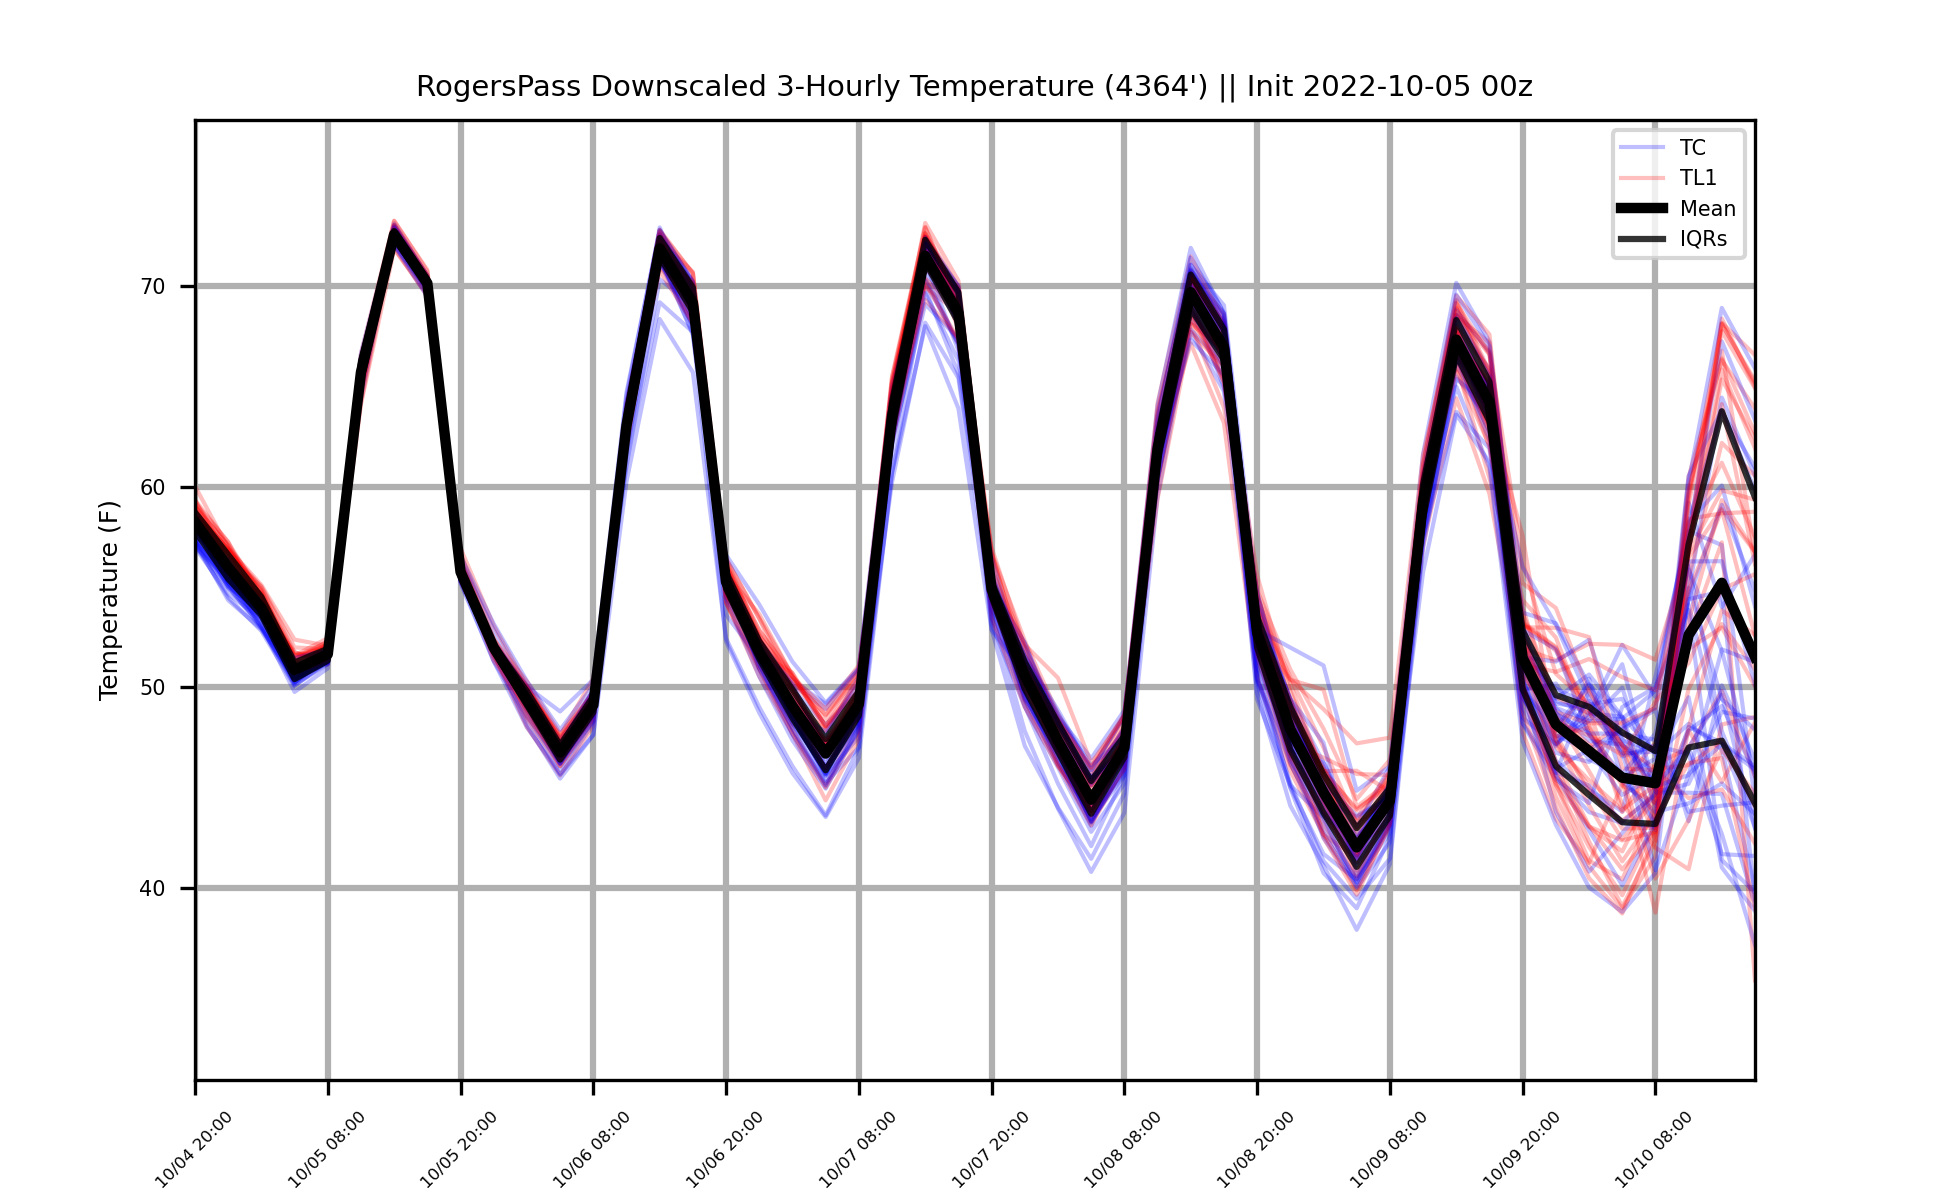 RogersPass Downscaled 3-Hourly Temperature (4364') || Init 2022-10-05 00z
TC
TL1
Mean
IQRs
Temperature (F)
70
60
50
40
10/04 20:00
10/05 08:00
10/05 20:00
10/06 08:00
10/06 20:00
10/07 08:00
10/07 20:00
10/08 08:00
10/08 20:00
10/09 08:00
10/09 20:00
10/10 08:00